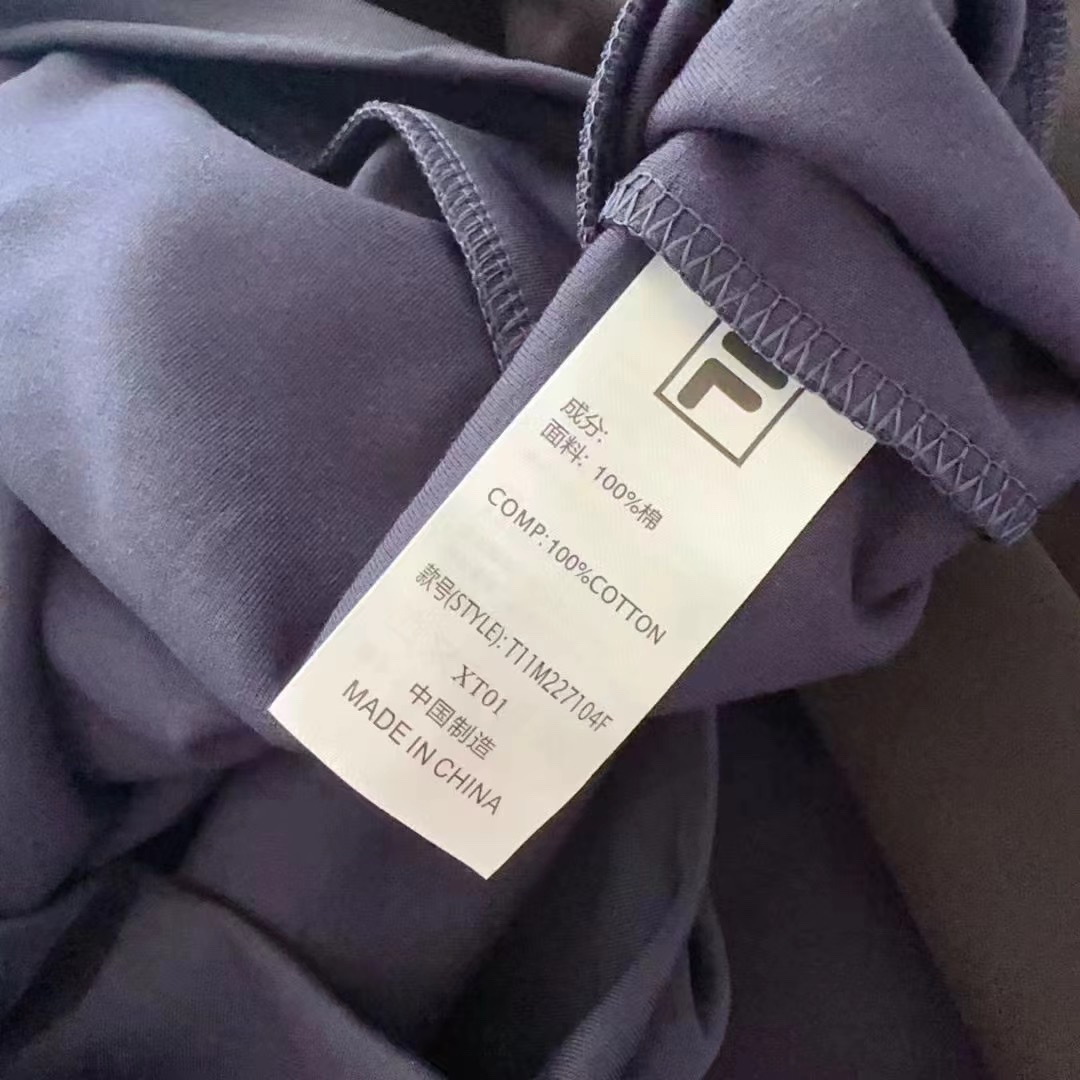 F
成分:
面料: 100%棉
COMP:100%COTTON
款号(STYLE): T11M227104F
XT01
中国制造
MADE IN CHINA